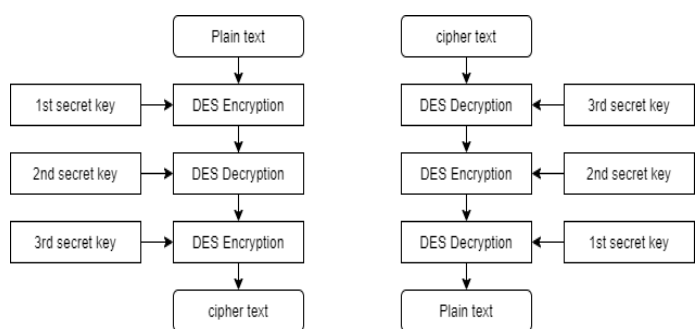 Plain text
1st secret key
DES Encryption
2nd secret key
DES Decryption
3rd secret key
DES Encryption
cipher text
cipher text
DES Decryption
3rd secret key
DES Encryption
2nd secret key
DES Decryption
1st secret key
Plain text